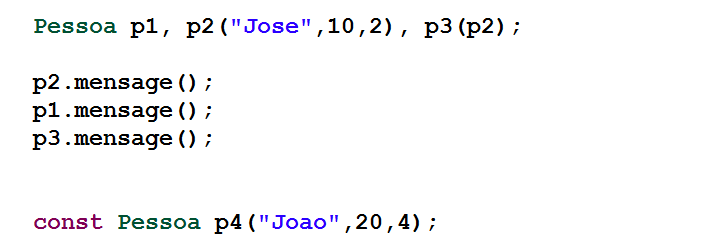 Pessoa p1, p2("Jose",10,2), p3(p2);
p2.mensage();
p1.mensage();
p3.mensage();
const Pessoa p4("Joao",20,4);